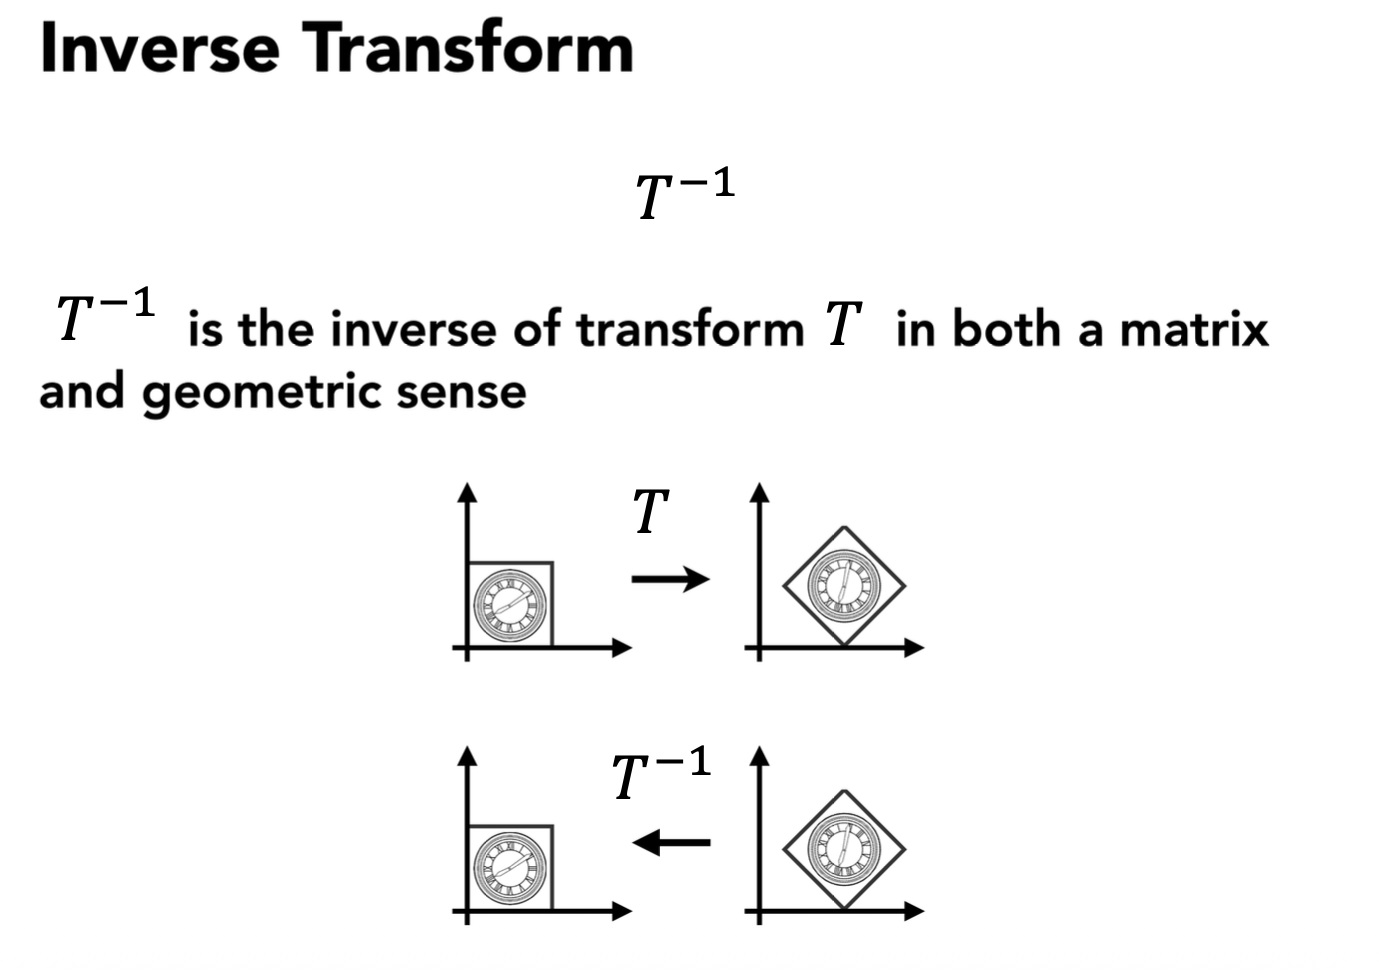 Inverse Transform
T⁻¹
T⁻¹ is the inverse of transform T in both a matrix
and geometric sense
T
T⁻¹